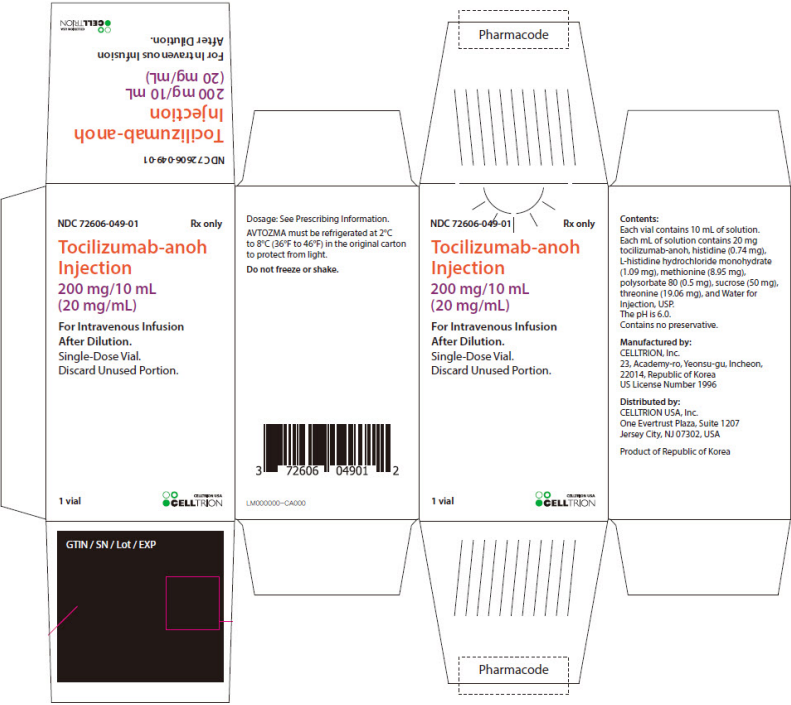 CELLTRION USA
CELLTRION
After Dilution.
For Intravenous Infusion
(20 mg/mL)
200 mg/10 mL
Injection
Tocilizumab-anoh
NDC 72606-049-01
NDC 72606-049-01 Rx only
Tocilizumab-anoh
Injection
200 mg/10 mL
(20 mg/mL)
For Intravenous Infusion
After Dilution.
Single-Dose Vial.
Discard Unused Portion.
1 vial
CELLTRION USA
CELLTRION
GTIN / SN / Lot / EXP
Dosage: See Prescribing Information.
AVTOZMA must be refrigerated at 2°C
to 8°C (36°F to 46°F) in the original carton
to protect from light.
Do not freeze or shake.
3 72606 04901 2
LM000000-CA000
Pharmacode
NDC 72606-049-01 Rx only
Tocilizumab-anoh
Injection
200 mg/10 mL
(20 mg/mL)
For Intravenous Infusion
After Dilution.
Single-Dose Vial.
Discard Unused Portion.
1 vial
CELLTRION USA
CELLTRION
Pharmacode
Contents:
Each vial contains 10 mL of solution.
Each mL of solution contains 20 mg
tocilizumab-anoh, histidine (0.74 mg),
L-histidine hydrochloride monohydrate
(1.09 mg), methionine (8.95 mg),
polysorbate 80 (0.5 mg), sucrose (50 mg),
threonine (19.06 mg), and Water for
Injection, USP.
The pH is 6.0.
Contains no preservative.
Manufactured by:
CELLTRION, Inc.
23, Academy-ro, Yeonsu-gu, Incheon,
22014, Republic of Korea
US License Number 1996
Distributed by:
CELLTRION USA, Inc.
One Evertrust Plaza, Suite 1207
Jersey City, NJ 07302, USA
Product of Republic of Korea